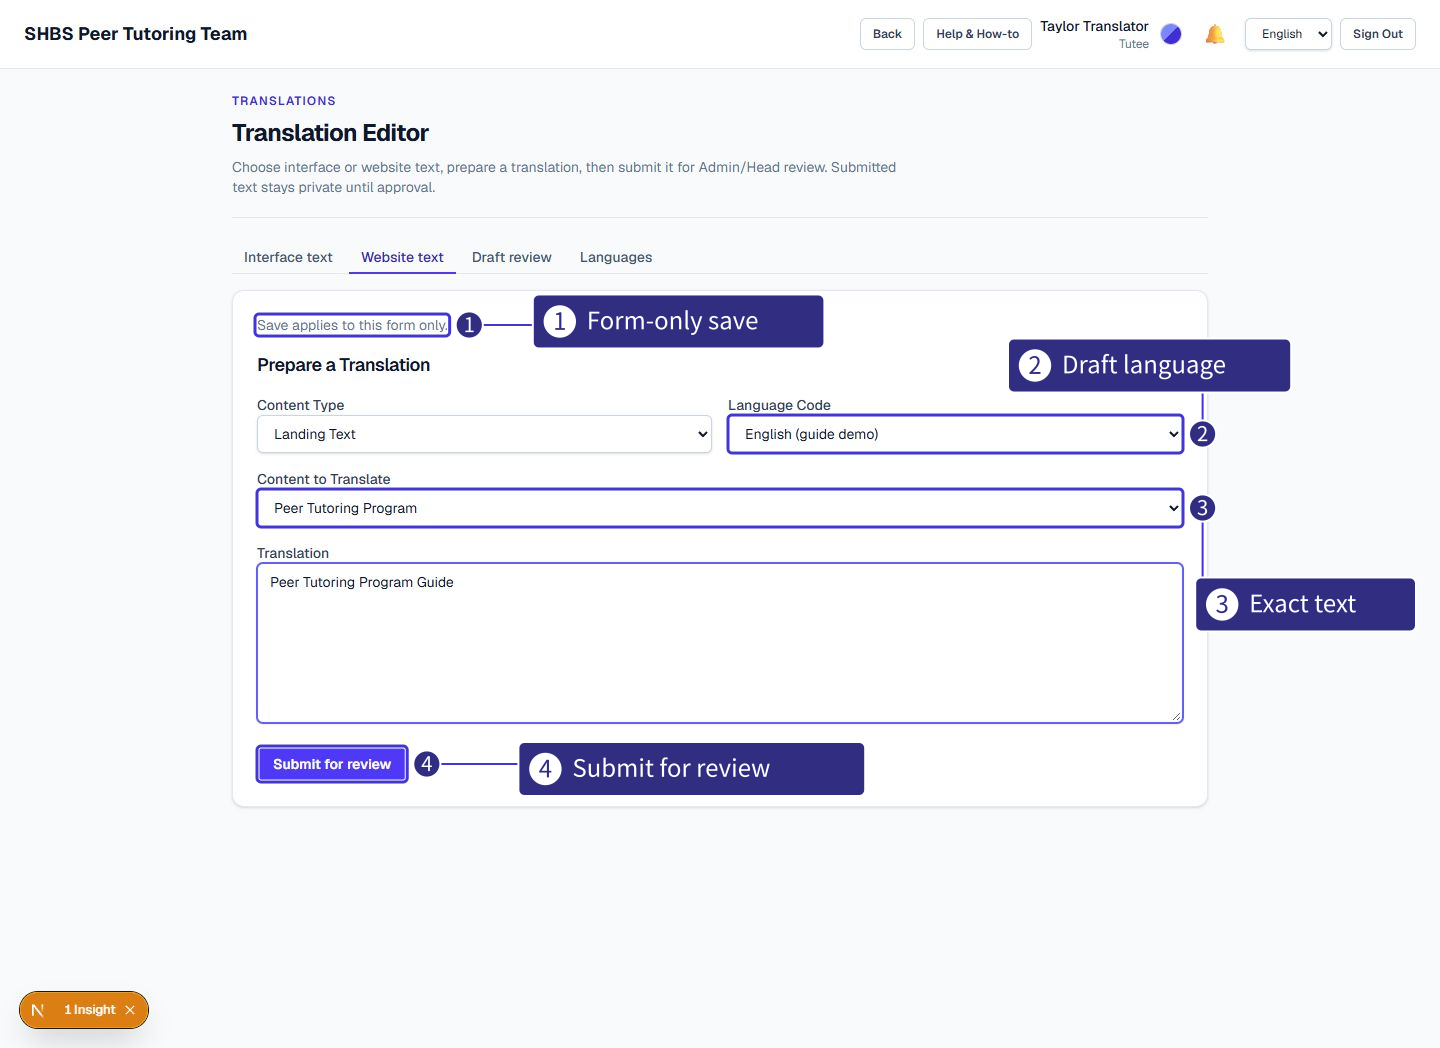 SHBS Peer Tutoring Team
Back
Help & How-to
Taylor Translator
Tutee
English
Sign Out
TRANSLATIONS
Translation Editor
Choose interface or website text, prepare a translation, then submit it for Admin/Head review. Submitted
text stays private until approval.
Interface text
Website text
Draft review
Languages
Save applies to this form only.
1
1 Form-only save
Prepare a Translation
2 Draft language
Content Type
Language Code
Landing Text
English (guide demo)
2
Content to Translate
Peer Tutoring Program
3
Translation
Peer Tutoring Program Guide
3 Exact text
Submit for review
4
4 Submit for review
N 1 Insight